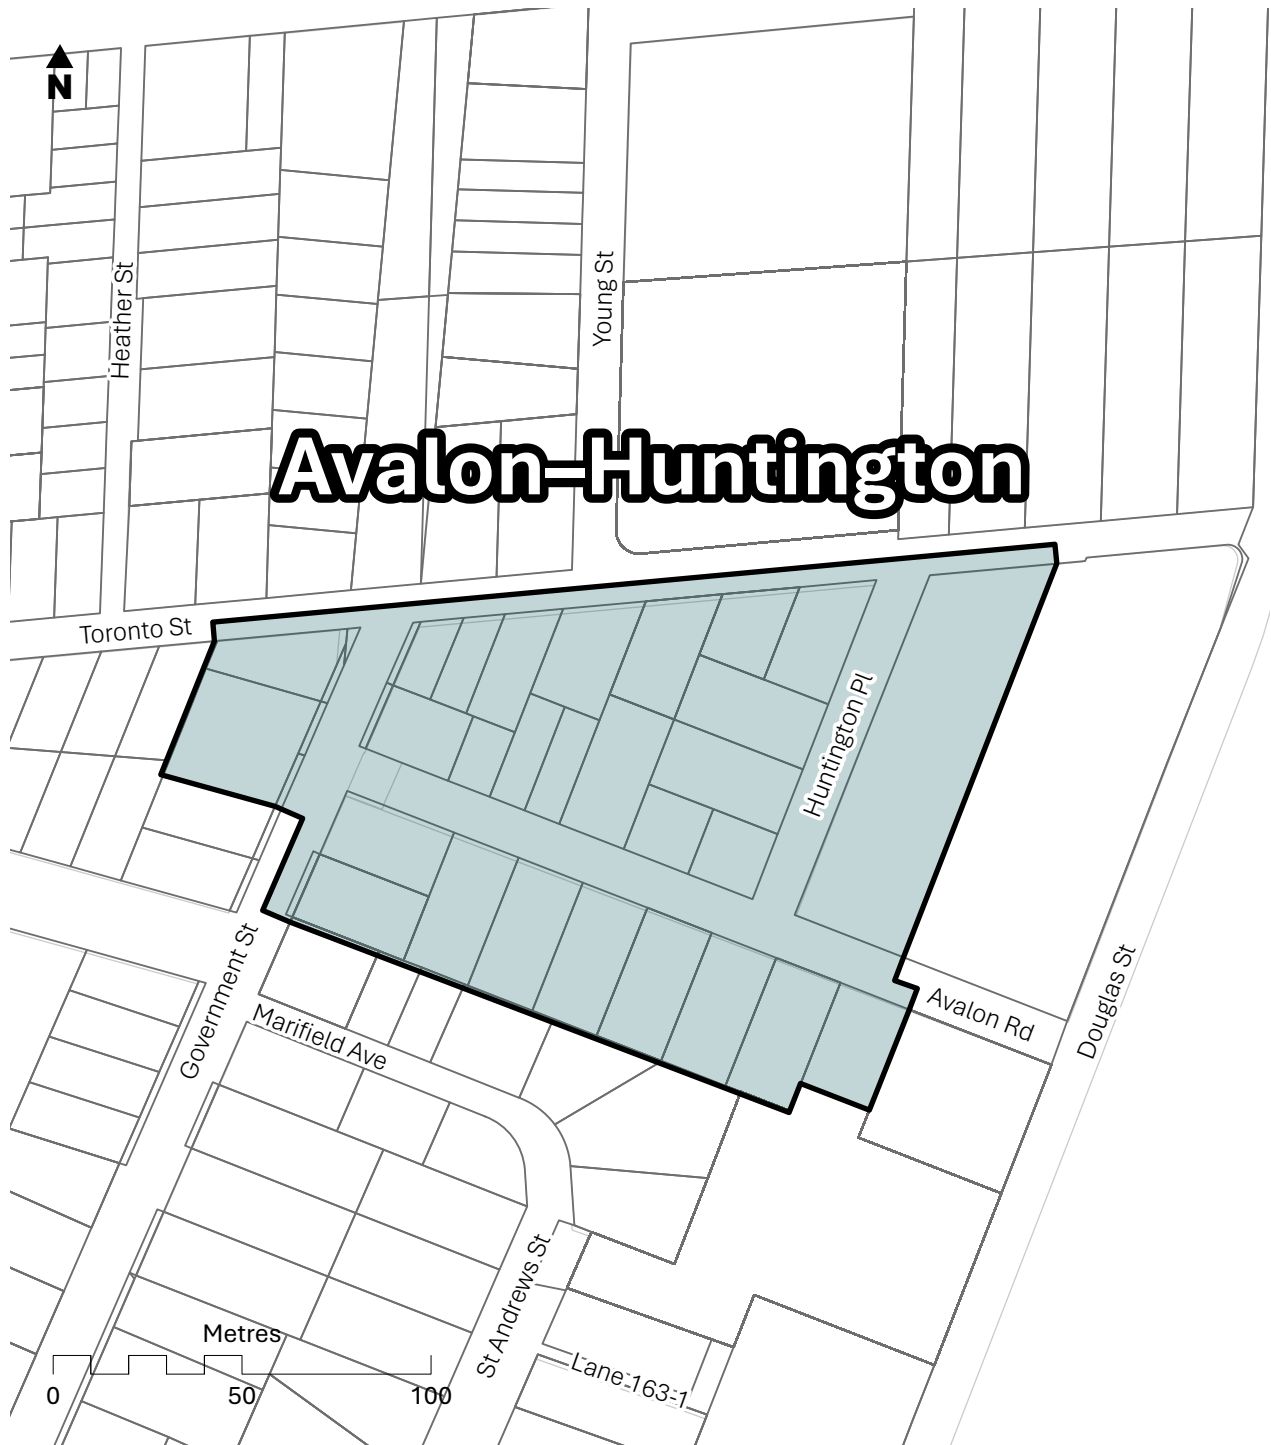 N
Heather St
Young St
Avalon–Huntington
Toronto St
Huntington Pl
Government St
Avalon Rd
Douglas St
Marifield Ave
St Andrews St
Metres
0 50 100
Lane 163-1